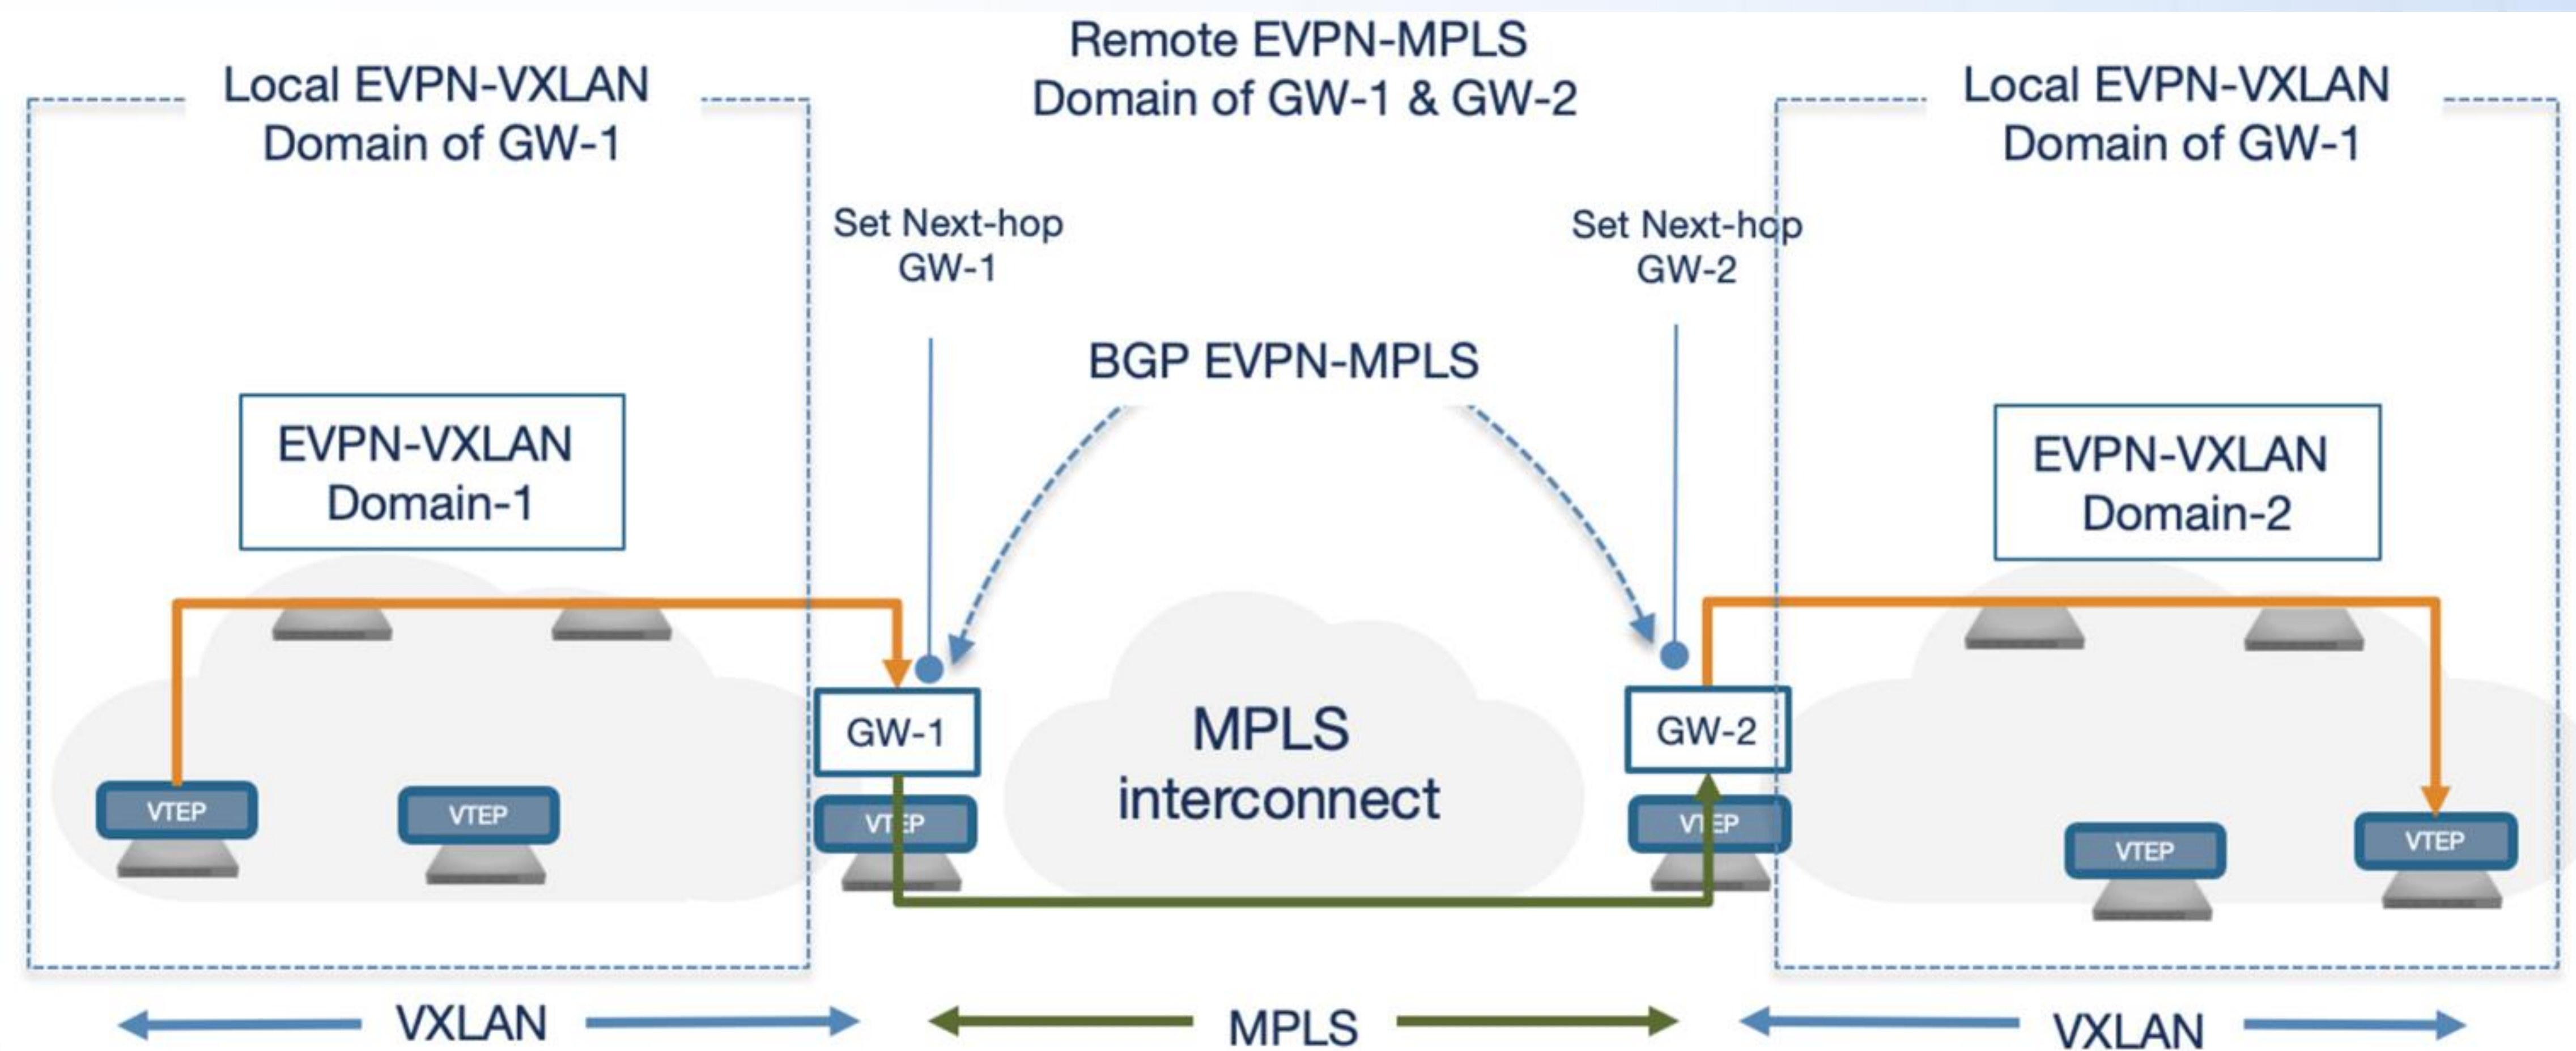 Remote EVPN-MPLS
Domain of GW-1 & GW-2
Local EVPN-VXLAN
Domain of GW-1
Local EVPN-VXLAN
Domain of GW-1
Set Next-hop
GW-1
Set Next-hop
GW-2
BGP EVPN-MPLS
EVPN-VXLAN
Domain-1
EVPN-VXLAN
Domain-2
GW-1
MPLS
interconnect
GW-2
VTEP
VTEP
VTEP
VTEP
VTEP
VTEP
VXLAN
MPLS
VXLAN